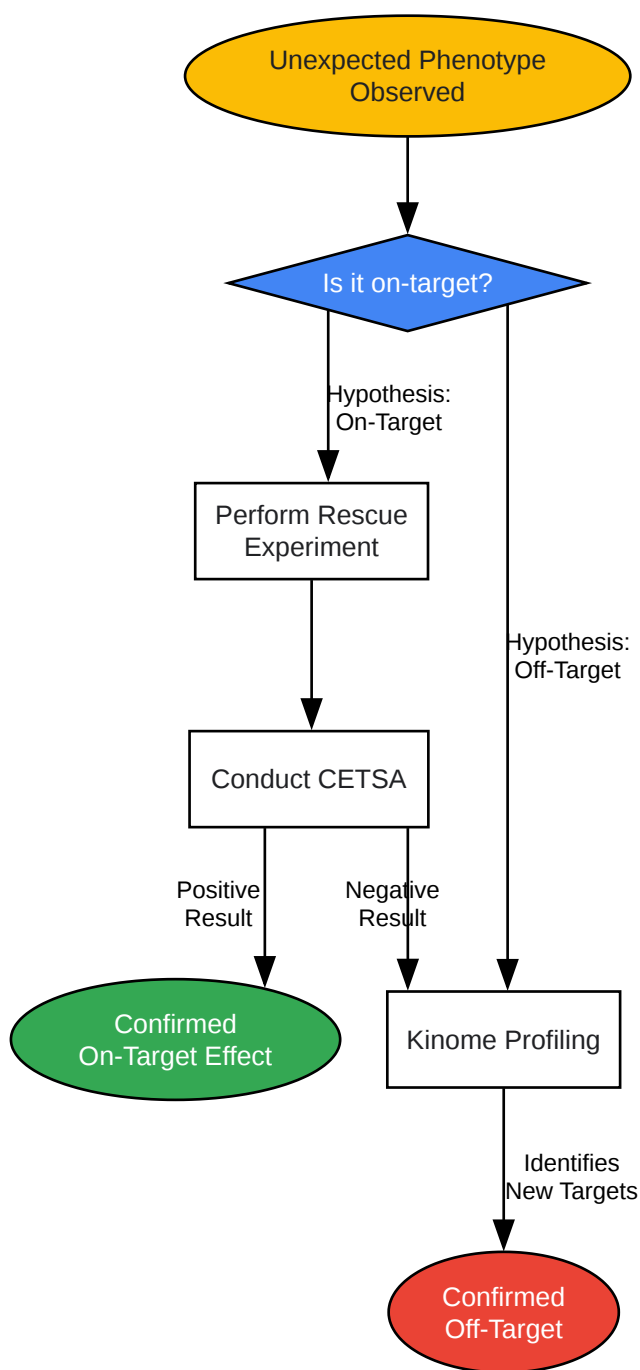 Unexpected Phenotype
Observed
Is it on-target?
Hypothesis:
On-Target
Perform Rescue
Experiment
Hypothesis:
Off-Target
Conduct CETSA
Positive
Result
Negative
Result
Confirmed
On-Target Effect
Kinome Profiling
Identifies
New Targets
Confirmed
Off-Target